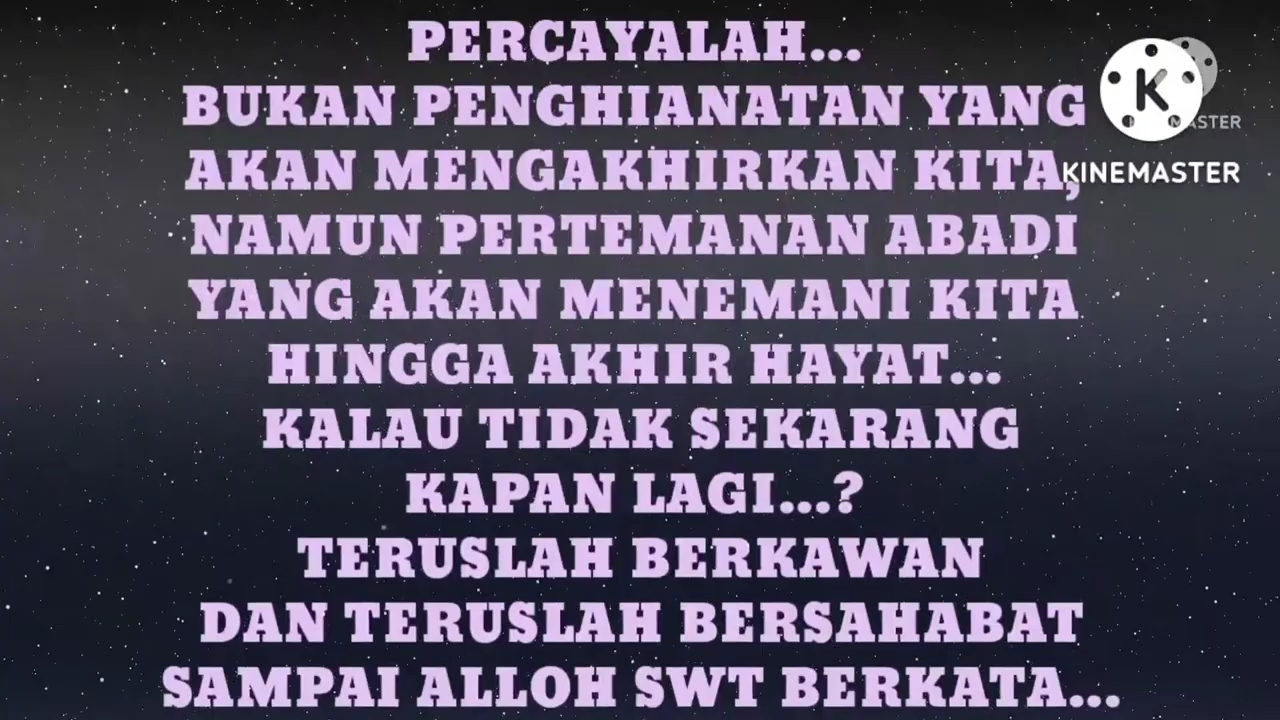 PERCAYALAH...
BUKAN PENGHIANATAN YANG
AKAN MENGAKHIRKAN KITA,
NAMUN PERTEMANAN ABADI
YANG AKAN MENEMANI KITA
HINGGA AKHIR HAYAT...
KALAU TIDAK SEKARANG
KAPAN LAGI...?
TERUSLAH BERKAWAN
DAN TERUSLAH BERSAHABAT
SAMPAI ALLOH SWT BERKATA...
K
KINEMASTER